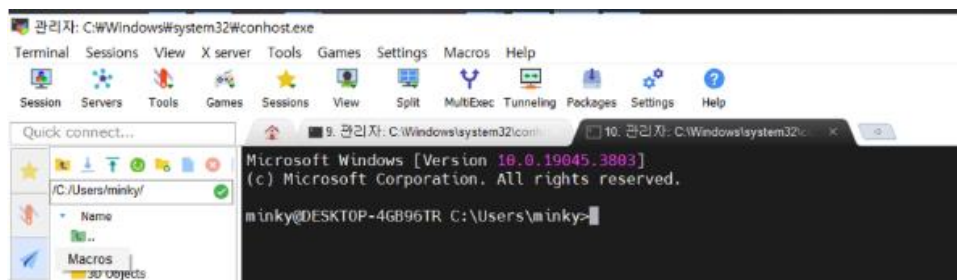 관리자: C:₩Windows₩system32₩conhost.exe
Terminal Sessions View X server Tools Games Settings Macros Help
Session Servers Tools Games Sessions View Split MultiExec Tunneling Packages Settings Help
Quick connect...
9. 관리자: C:\Windows\system32\conh
10. 관리자: C:\Windows\system32\c
Microsoft Windows [Version 10.0.19045.3803]
(c) Microsoft Corporation. All rights reserved.
/C:/Users/minky/
minky@DESKTOP-4GB96TR C:\Users\minky>
Name
..
Macros
3D Objects